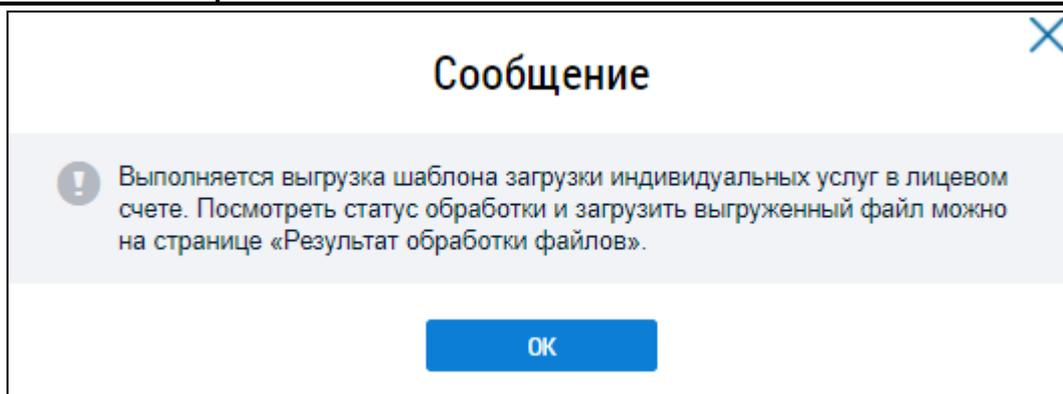 Сообщение
Выполняется выгрузка шаблона загрузки индивидуальных услуг в лицевом
счете. Посмотреть статус обработки и загрузить выгруженный файл можно
на странице «Результат обработки файлов».
ОК